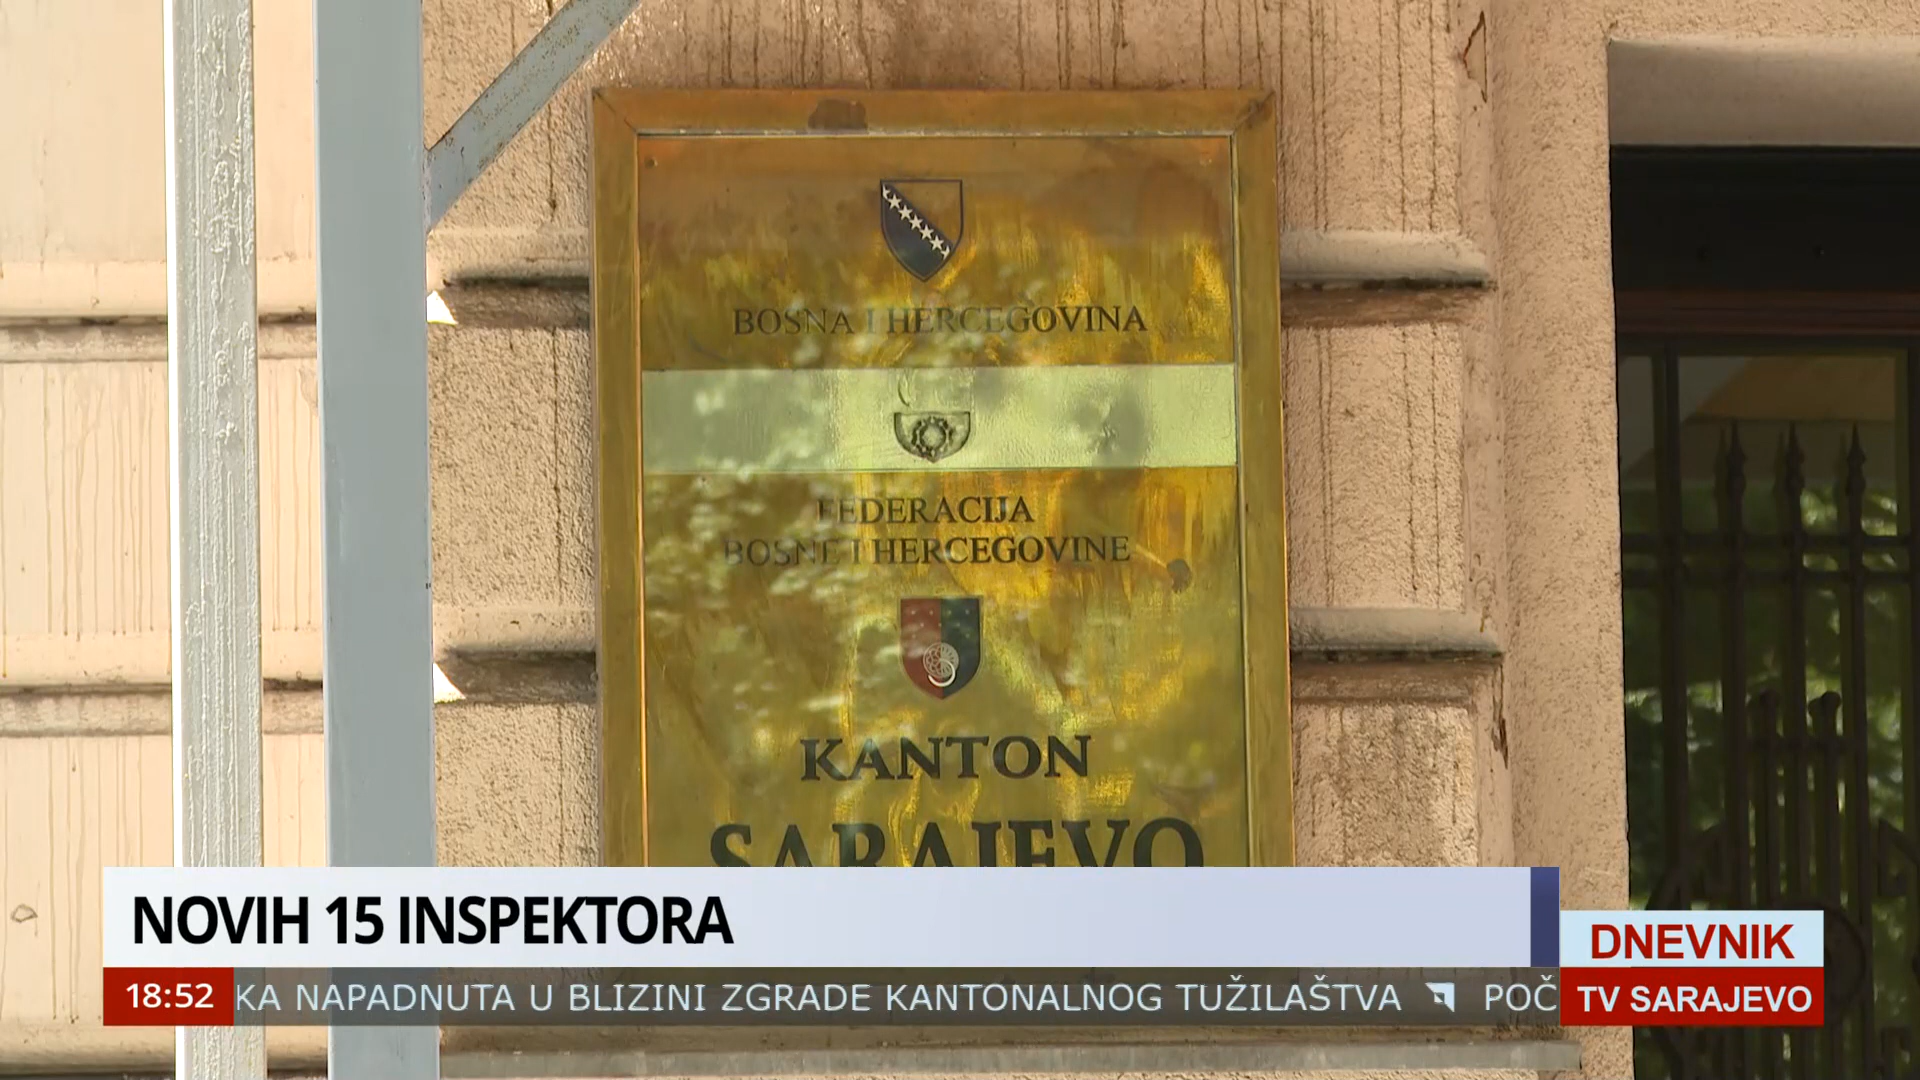 BOSNA I HERCEGOVINA
FEDERACIJA
BOSNE I HERCEGOVINE
KANTON
SARAJEVO
NOVIH 15 INSPEKTORA
DNEVNIK
18:52 KA NAPADNUTA U BLIZINI ZGRADE KANTONALNOG TUŽILAŠTVA POČ
TV SARAJEVO